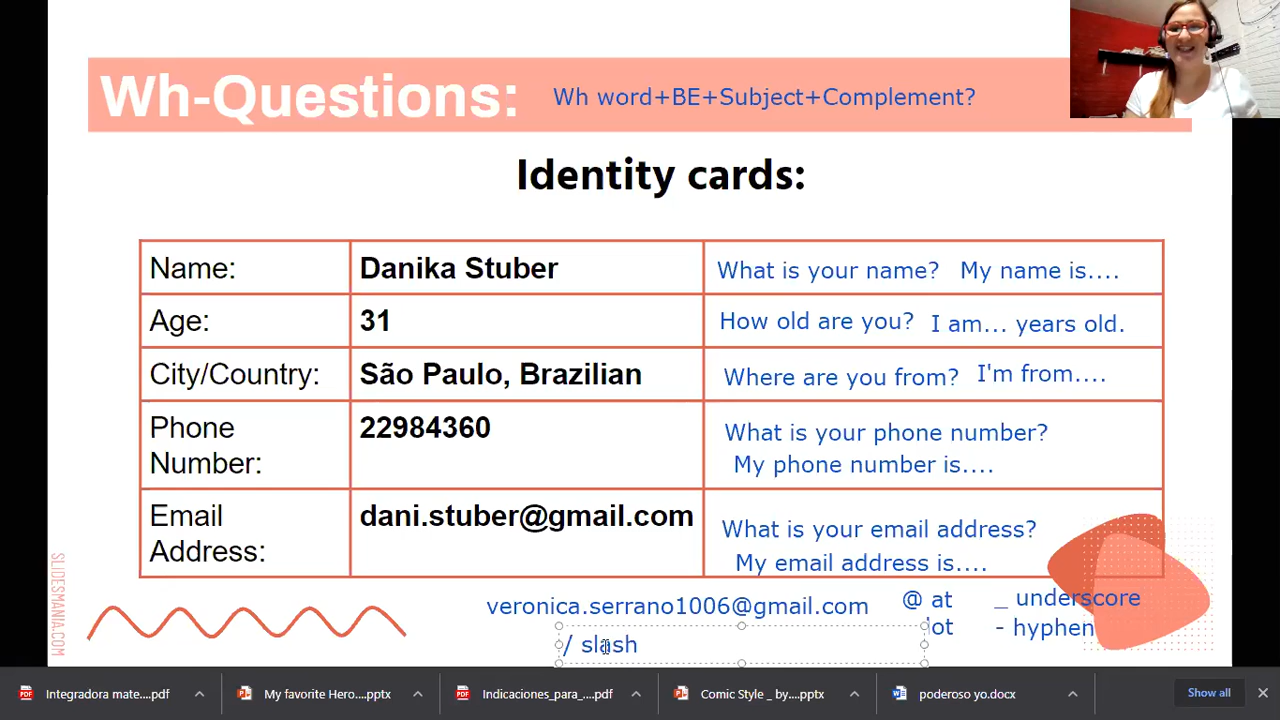 Wh-Questions: Wh word+BE+Subject+Complement?
Identity cards:
Name: Danika Stuber What is your name? My name is....
Age: 31 How old are you? I am... years old.
City/Country: São Paulo, Brazilian Where are you from? I'm from....
Phone Number: 22984360 What is your phone number?
My phone number is....
Email Address: dani.stuber@gmail.com What is your email address?
My email address is....
veronica.serrano1006@gmail.com @ at _ underscore
ot - hyphen
/ slash
SLIDESMANIA.COM
Integradora mate....pdf My favorite Hero....pptx Indicaciones_para_....pdf Comic Style _ by....pptx poderoso yo.docx Show all